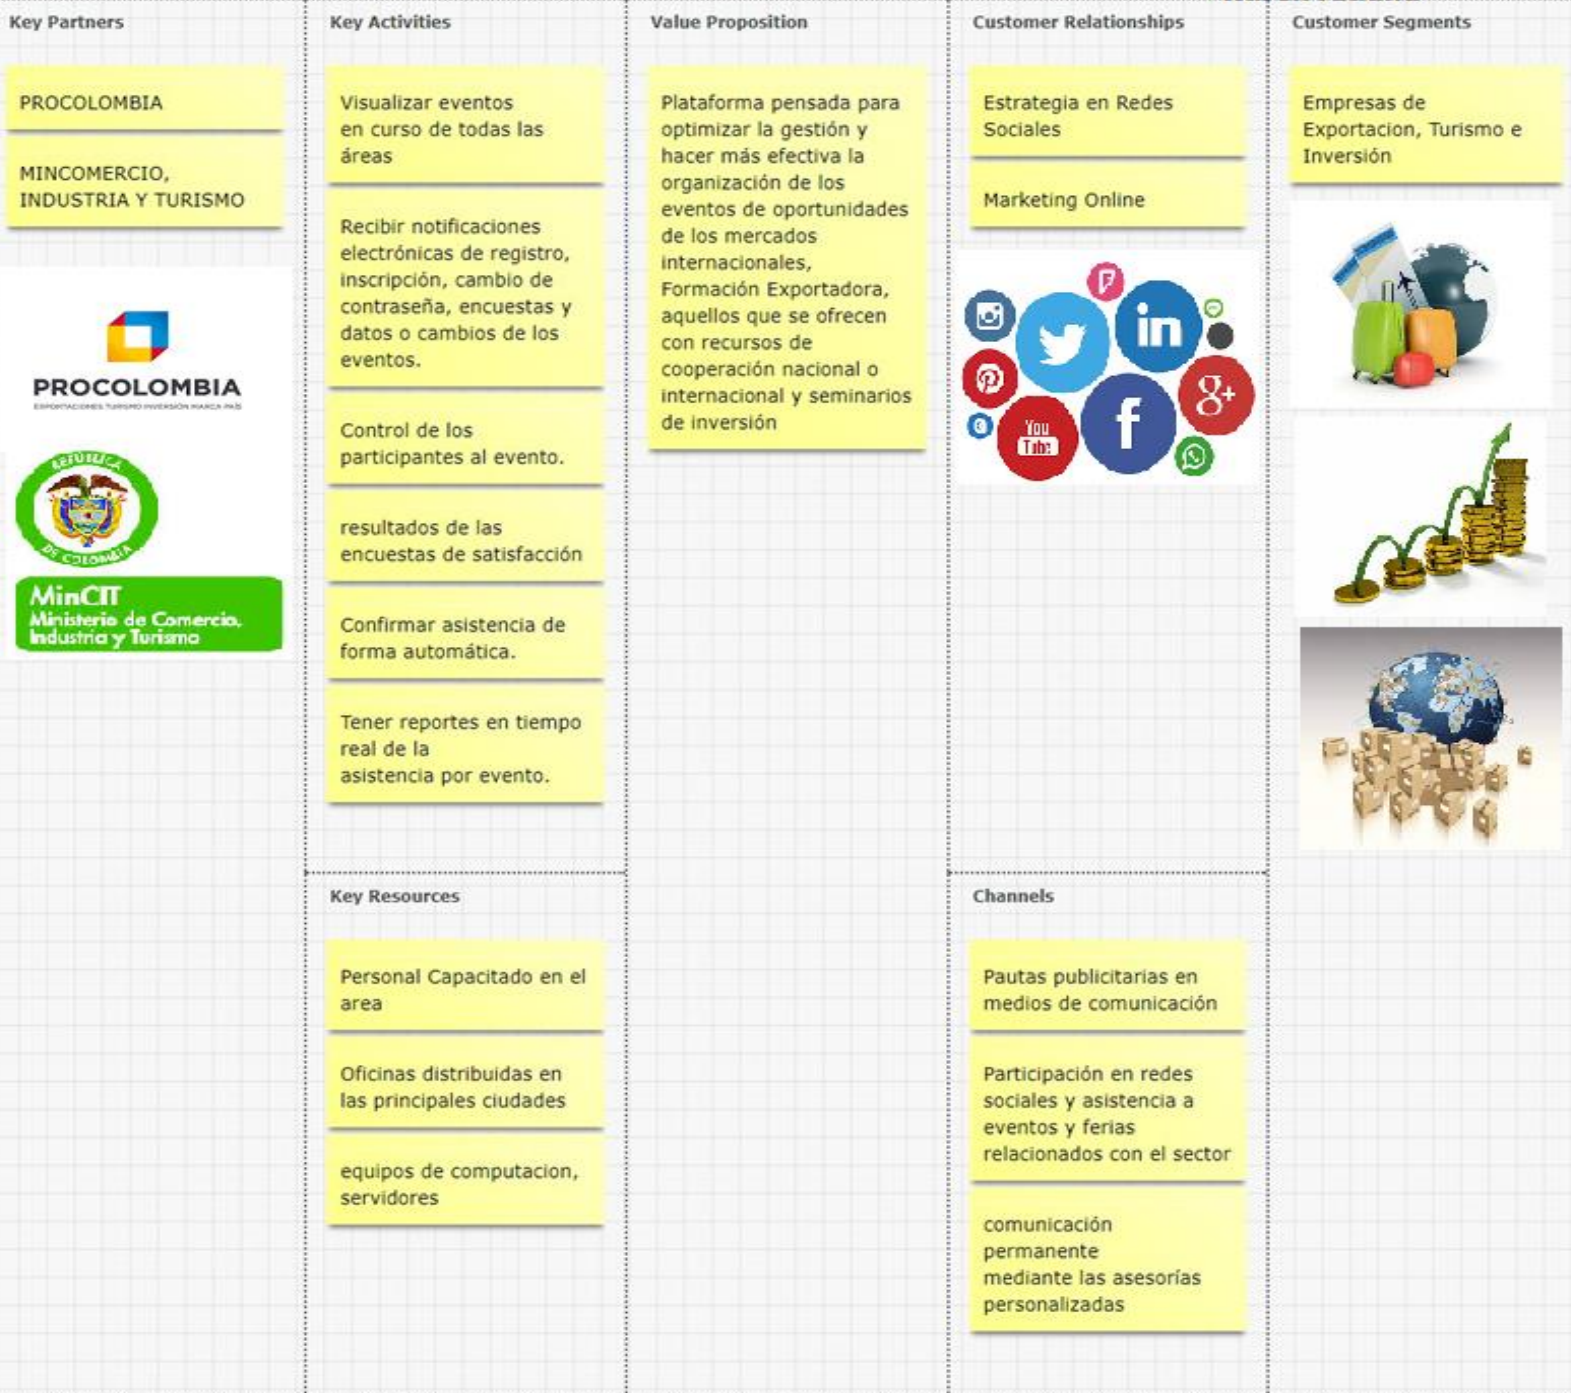 Key Partners
PROCOLOMBIA
MINCOMERCIO,
INDUSTRIA Y TURISMO
PROCOLOMBIA
EXPORTACIONES TURISMO INVERSIÓN MARCA PAÍS
REPÚBLICA
DE COLOMBIA
MinCIT
Ministerio de Comercio,
Industria y Turismo
Key Activities
Visualizar eventos
en curso de todas las
áreas
Recibir notificaciones
electrónicas de registro,
inscripción, cambio de
contraseña, encuestas y
datos o cambios de los
eventos.
Control de los
participantes al evento.
resultados de las
encuestas de satisfacción
Confirmar asistencia de
forma automática.
Tener reportes en tiempo
real de la
asistencia por evento.
Key Resources
Personal Capacitado en el
area
Oficinas distribuidas en
las principales ciudades
equipos de computacion,
servidores
Value Proposition
Plataforma pensada para
optimizar la gestión y
hacer más efectiva la
organización de los
eventos de oportunidades
de los mercados
internacionales,
Formación Exportadora,
aquellos que se ofrecen
con recursos de
cooperación nacional o
internacional y seminarios
de inversión
Customer Relationships
Estrategia en Redes
Sociales
Marketing Online
in
g+
You
Tube
f
Channels
Pautas publicitarias en
medios de comunicación
Participación en redes
sociales y asistencia a
eventos y ferias
relacionados con el sector
comunicación
permanente
mediante las asesorías
personalizadas
Customer Segments
Empresas de
Exportacion, Turismo e
Inversión